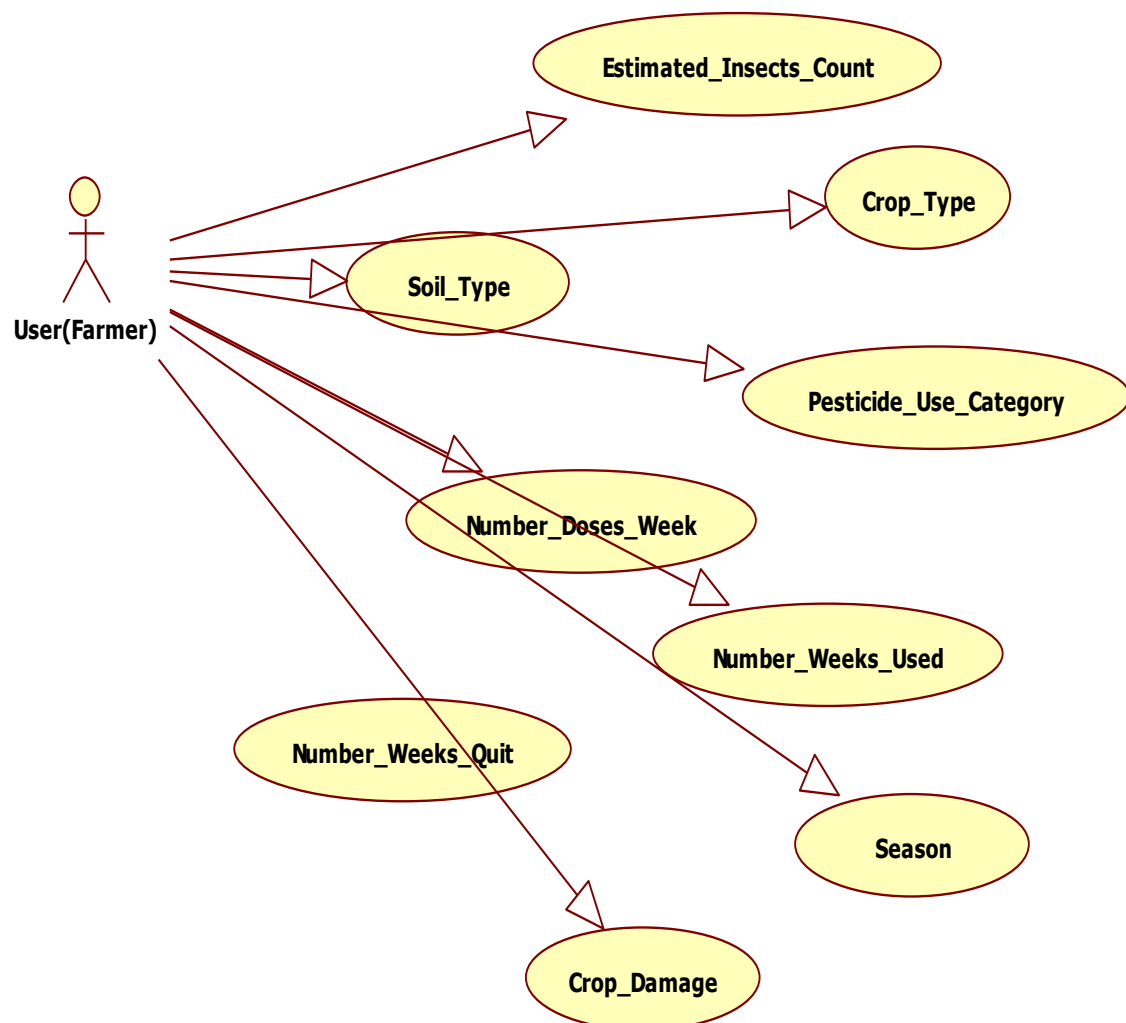 Estimated_Insects_Count
Crop_Type
Soil_Type
User(Farmer)
Pesticide_Use_Category
Number_Doses_Week
Number_Weeks_Used
Number_Weeks_Quit
Season
Crop_Damage